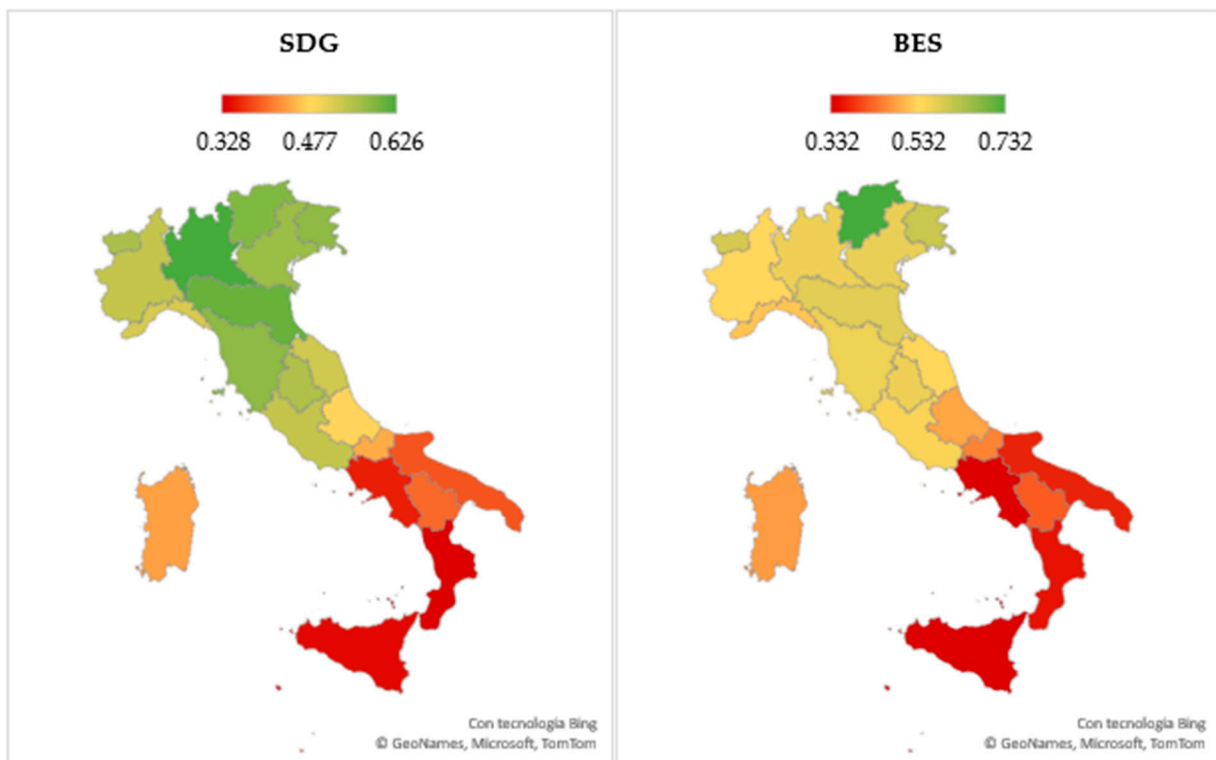 SDG
0.328 0.477 0.626
Con tecnologia Bing
© GeoNames, Microsoft, TomTom
BES
0.332 0.532 0.732
Con tecnologia Bing
© GeoNames, Microsoft, TomTom